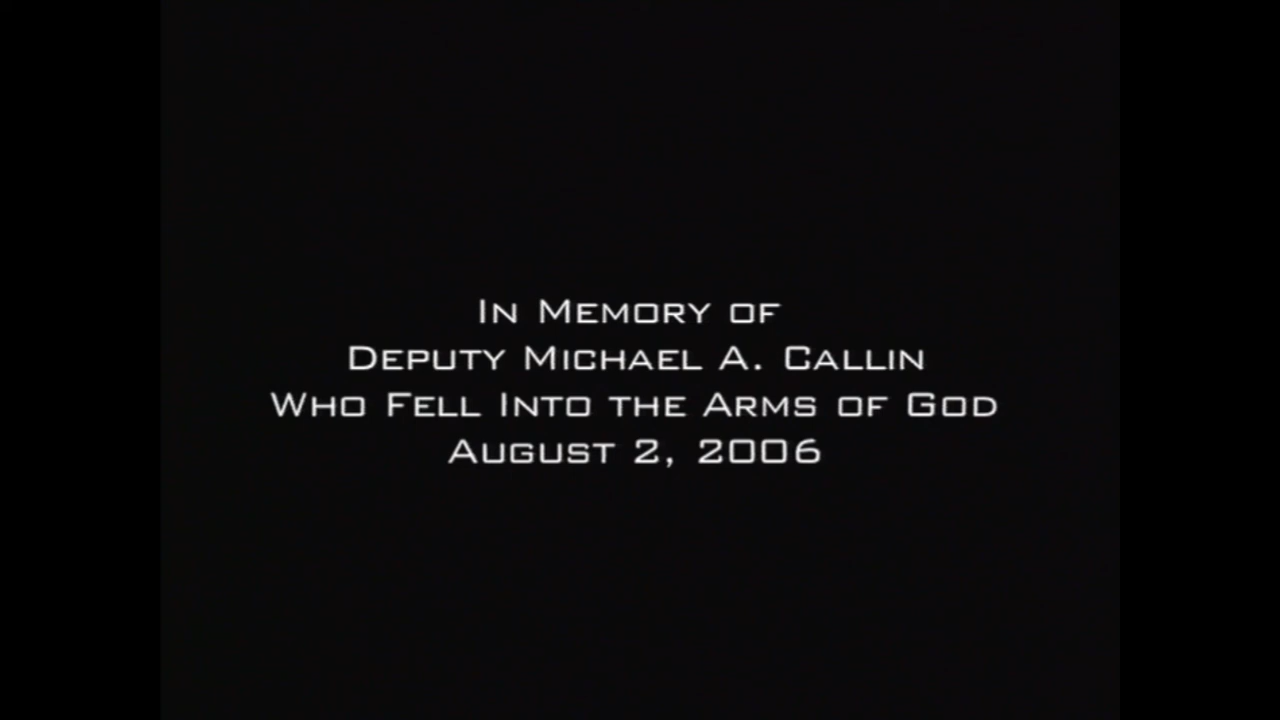 In Memory of
Deputy Michael A. Callin
Who Fell Into the Arms of God
August 2, 2006